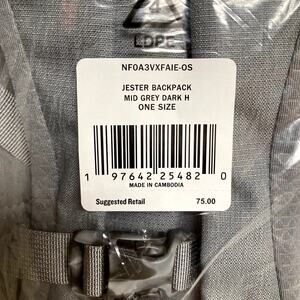 LDPE
NF0A3VXFAIE-OS
JESTER BACKPACK
MID GREY DARK H
ONE SIZE
1 97642 25482 0
MADE IN CAMBODIA
Suggested Retail 75.00